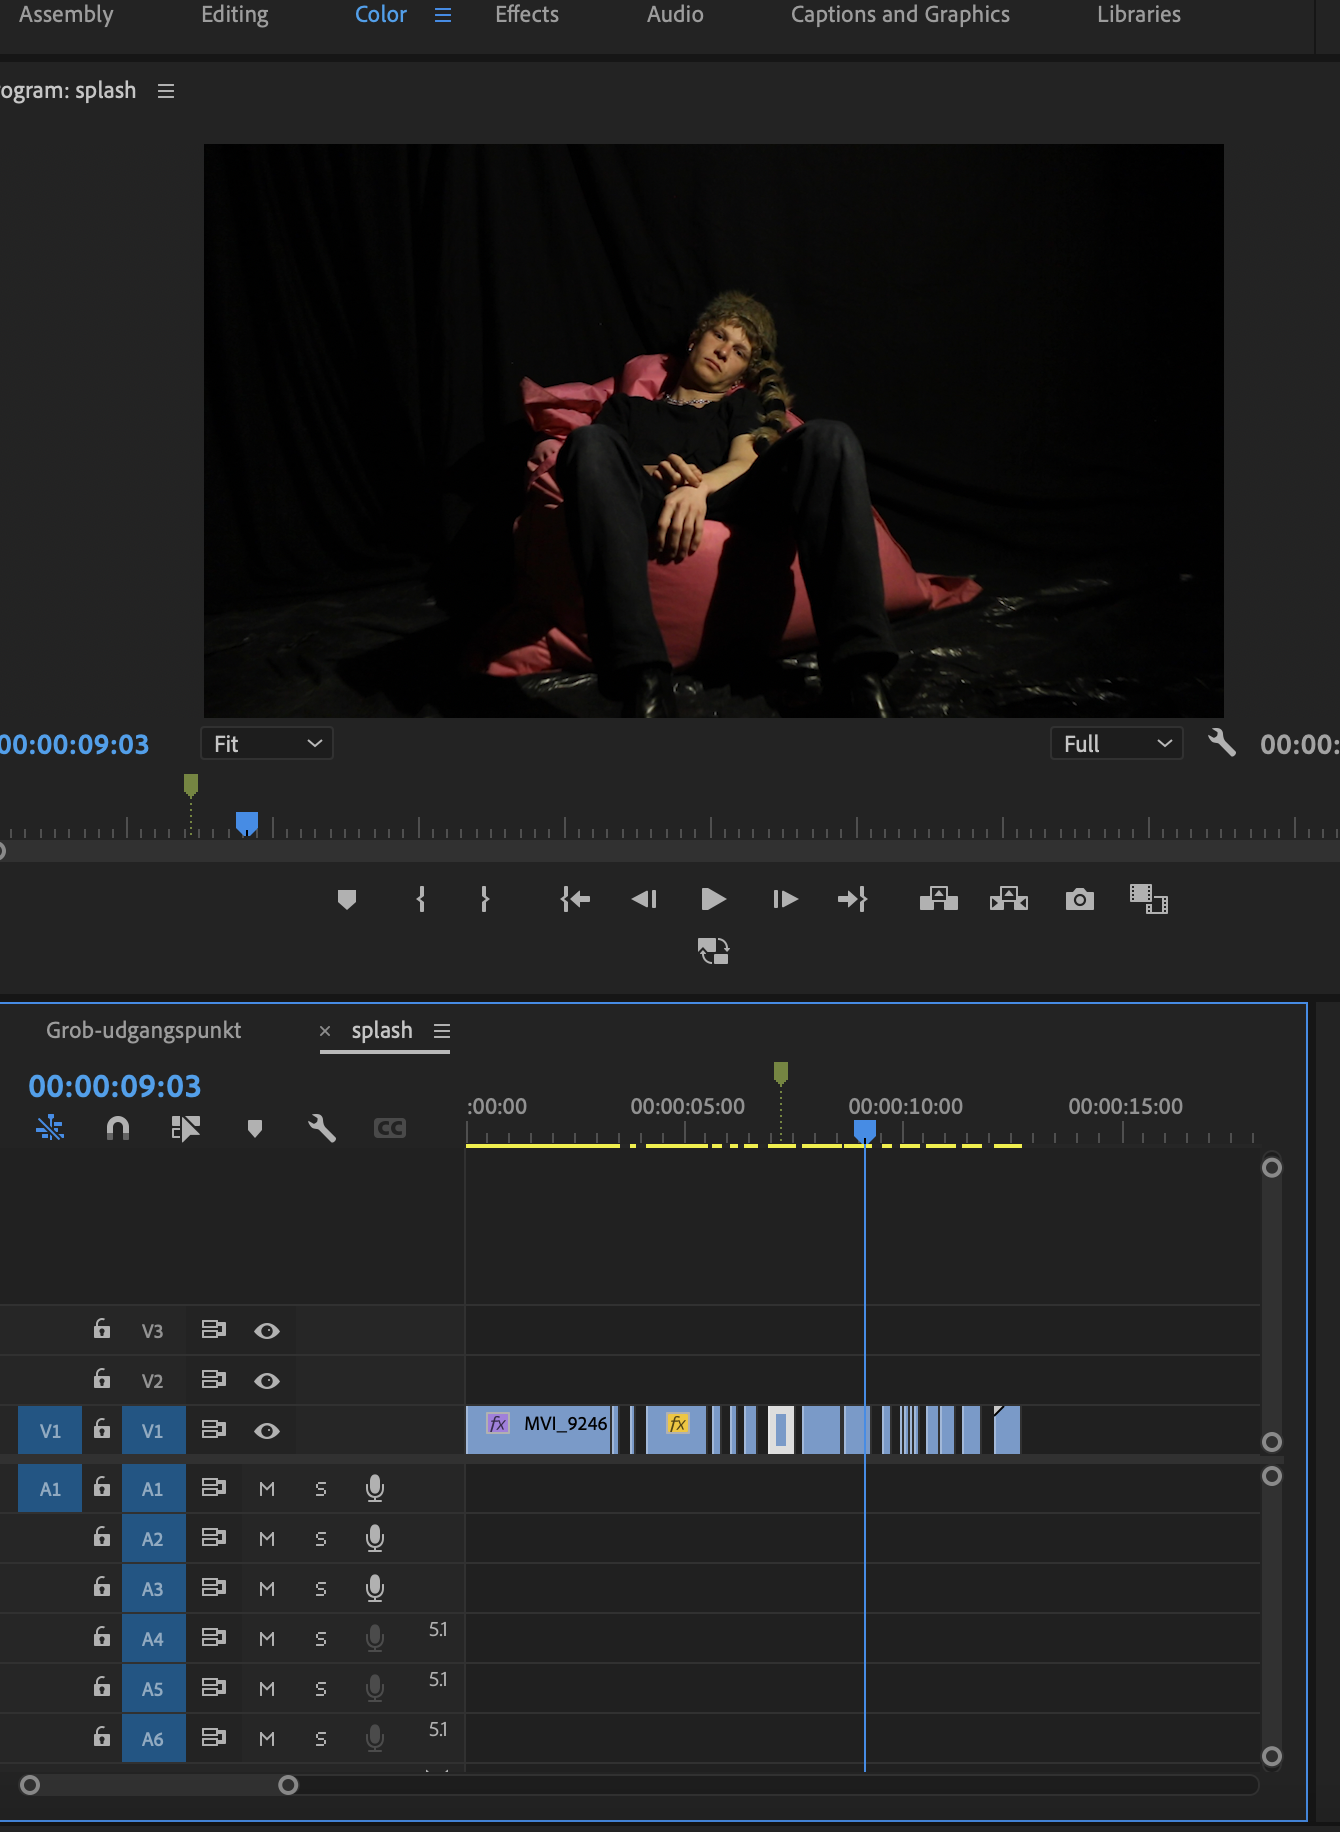 Assembly Editing Color Effects Audio Captions and Graphics Libraries
ogram: splash
00:00:09:03 Fit Full 00:00:
Grob-udgangspunkt × splash
00:00:09:03
:00:00 00:00:05:00 00:00:10:00 00:00:15:00
CC
V3
V2
V1 V1 fx MVI_9246 fx
A1 A1 M S
A2 M S
A3 M S
A4 M S 5.1
A5 M S 5.1
A6 M S 5.1